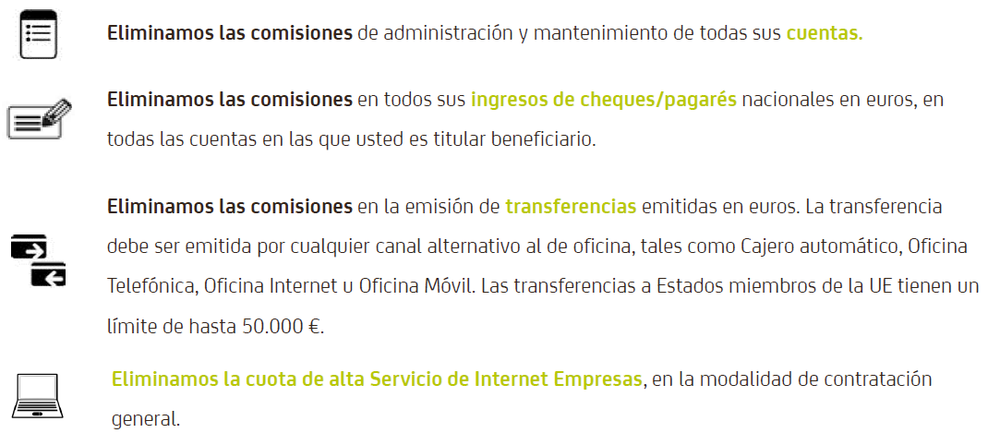 Eliminamos las comisiones de administración y mantenimiento de todas sus cuentas.
Eliminamos las comisiones en todos sus ingresos de cheques/pagarés nacionales en euros, en
todas las cuentas en las que usted es titular beneficiario.
Eliminamos las comisiones en la emisión de transferencias emitidas en euros. La transferencia
debe ser emitida por cualquier canal alternativo al de oficina, tales como Cajero automático, Oficina
Telefónica, Oficina Internet u Oficina Móvil. Las transferencias a Estados miembros de la UE tienen un
límite de hasta 50.000 €.
Eliminamos la cuota de alta Servicio de Internet Empresas, en la modalidad de contratación
general.